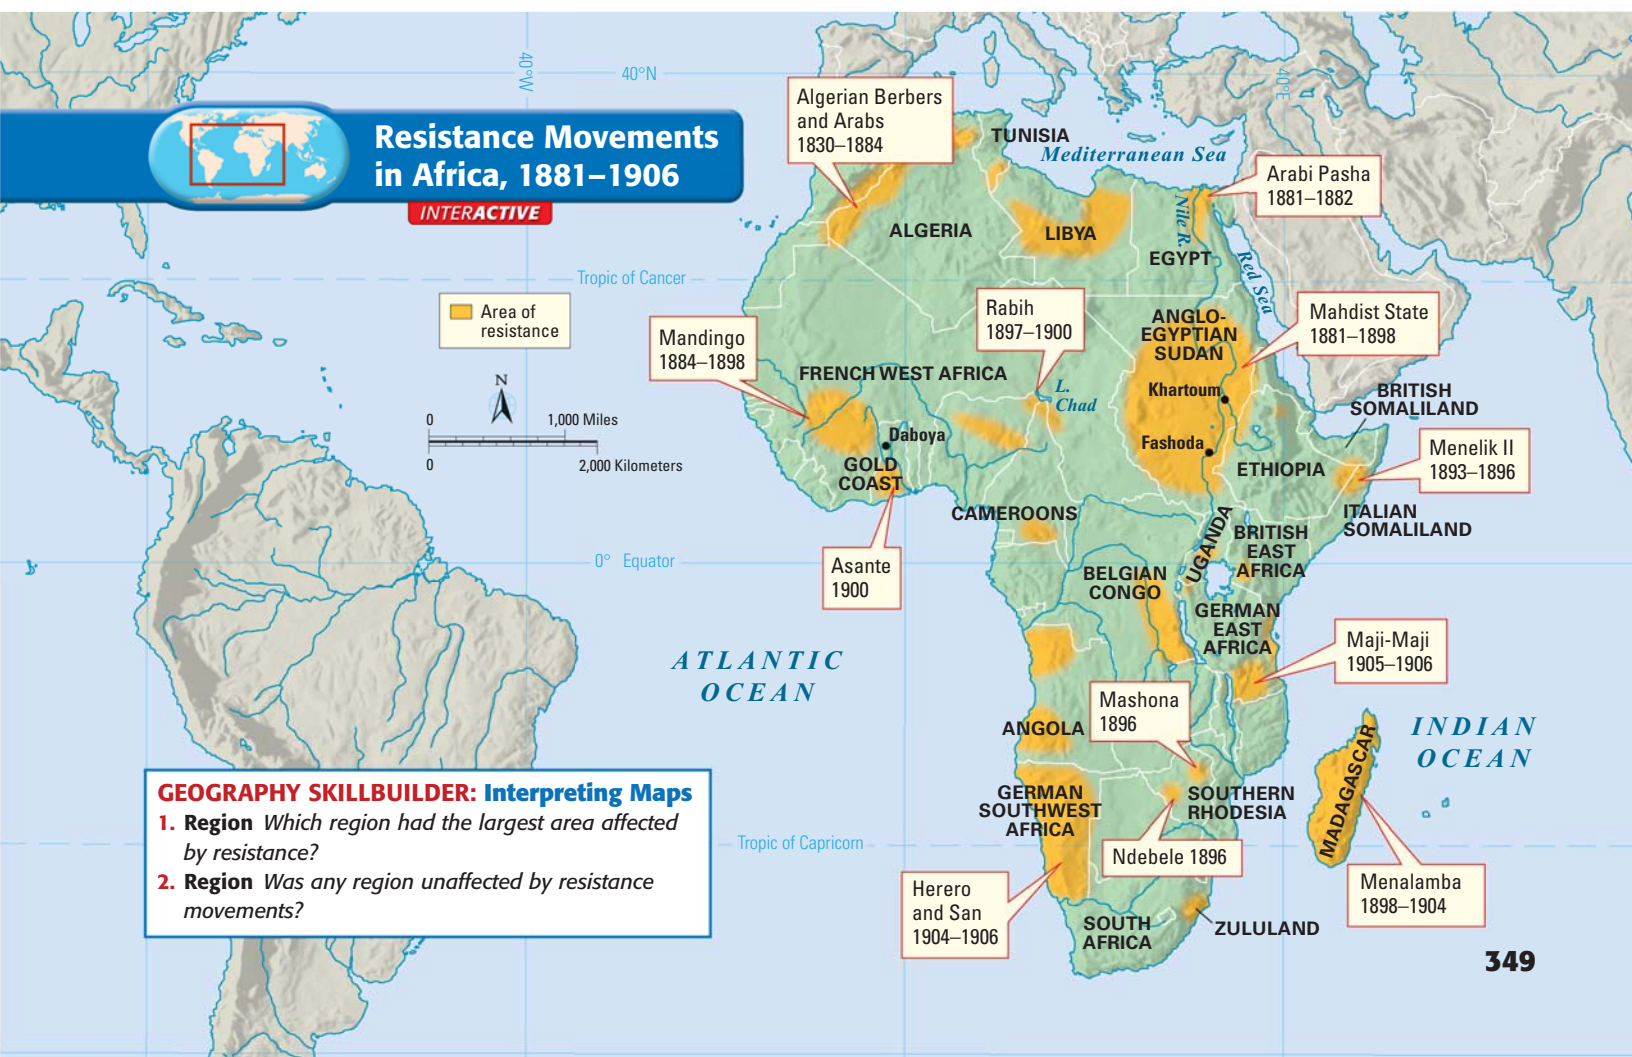 Resistance Movements
in Africa, 1881–1906
INTERACTIVE
40°W
40°N
40°E
Algerian Berbers
and Arabs
1830–1884
TUNISIA
Mediterranean Sea
Arabi Pasha
1881–1882
Nile R.
ALGERIA
LIBYA
EGYPT
Red Sea
Tropic of Cancer
Area of
resistance
Mandingo
1884–1898
Rabih
1897–1900
ANGLO-
EGYPTIAN
SUDAN
Mahdist State
1881–1898
FRENCH WEST AFRICA
L.
Chad
Khartoum
BRITISH
SOMALILAND
N
0
1,000 Miles
0
2,000 Kilometers
Daboya
Fashoda
Menelik II
1893–1896
GOLD
COAST
ETHIOPIA
CAMEROONS
ITALIAN
SOMALILAND
UGANDA
BRITISH
EAST
AFRICA
0° Equator
Asante
1900
BELGIAN
CONGO
GERMAN
EAST
AFRICA
Maji-Maji
1905–1906
ATLANTIC
OCEAN
Mashona
1896
ANGOLA
INDIAN
OCEAN
MADAGASCAR
GERMAN
SOUTHWEST
AFRICA
SOUTHERN
RHODESIA
Tropic of Capricorn
Ndebele 1896
Herero
and San
1904–1906
Menalamba
1898–1904
SOUTH
AFRICA
ZULULAND
GEOGRAPHY SKILLBUILDER: Interpreting Maps
1. Region Which region had the largest area affected
by resistance?
2. Region Was any region unaffected by resistance
movements?
349